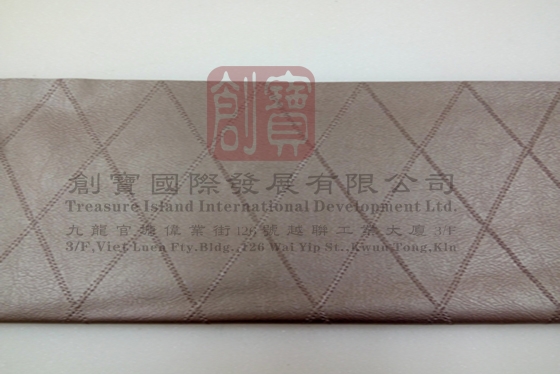 創寶
創寶國際發展有限公司
Treasure Island International Development Ltd.
九龍官塘偉業街126號越聯工業大廈 3/F
3/F,Viet Luen Fty.Bldg.,126 Wai Yip St.,Kwun Tong,Kln